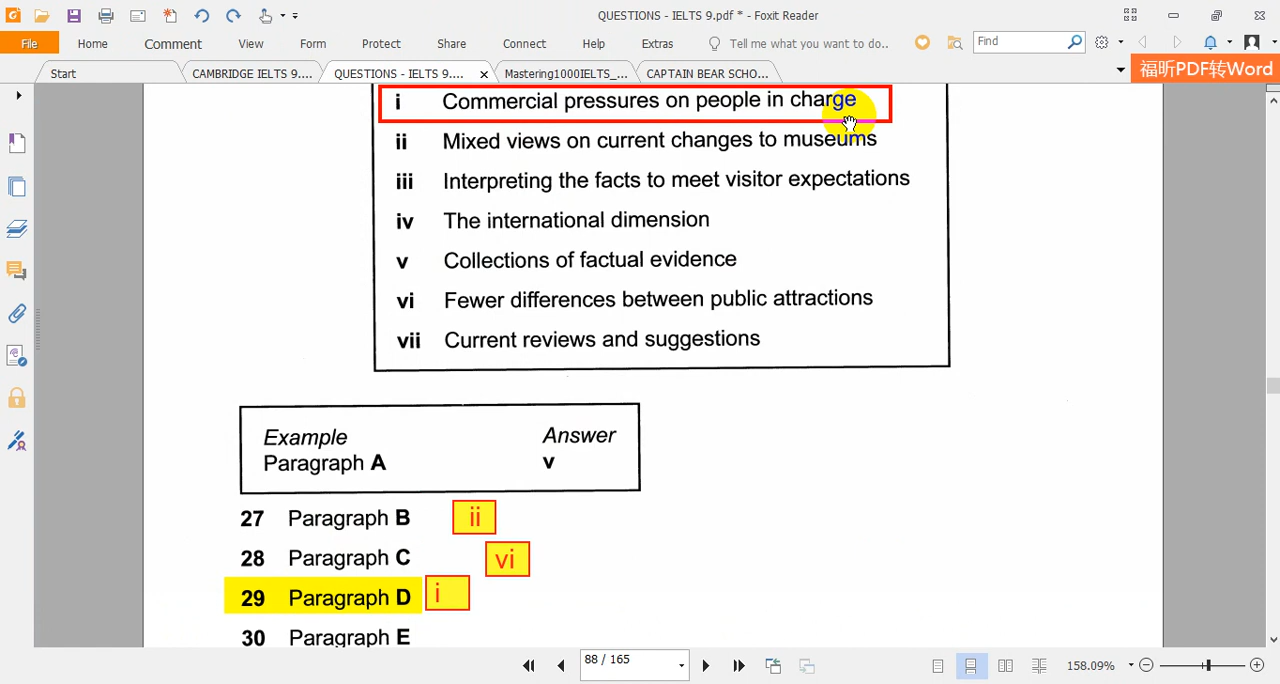 QUESTIONS - IELTS 9.pdf * - Foxit Reader
File Home Comment View Form Protect Share Connect Help Extras Tell me what you want to do.. Find
Start CAMBRIDGE IELTS 9.... QUESTIONS - IELTS 9.... Mastering1000IELTS_... CAPTAIN BEAR SCHO... 福昕PDF转Word
i Commercial pressures on people in charge
ii Mixed views on current changes to museums
iii Interpreting the facts to meet visitor expectations
iv The international dimension
v Collections of factual evidence
vi Fewer differences between public attractions
vii Current reviews and suggestions
Example Answer
Paragraph A v
27 Paragraph B ii
28 Paragraph C vi
29 Paragraph D i
30 Paragraph E
88 / 165 158.09%